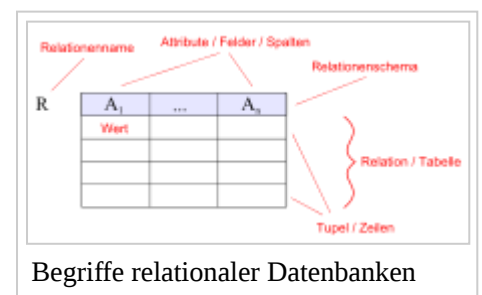 Relationenname
Attribute / Felder / Spalten
Relationenschema
R
A1 ... An
Wert
Relation / Tabelle
Tupel / Zeilen
Begriffe relationaler Datenbanken